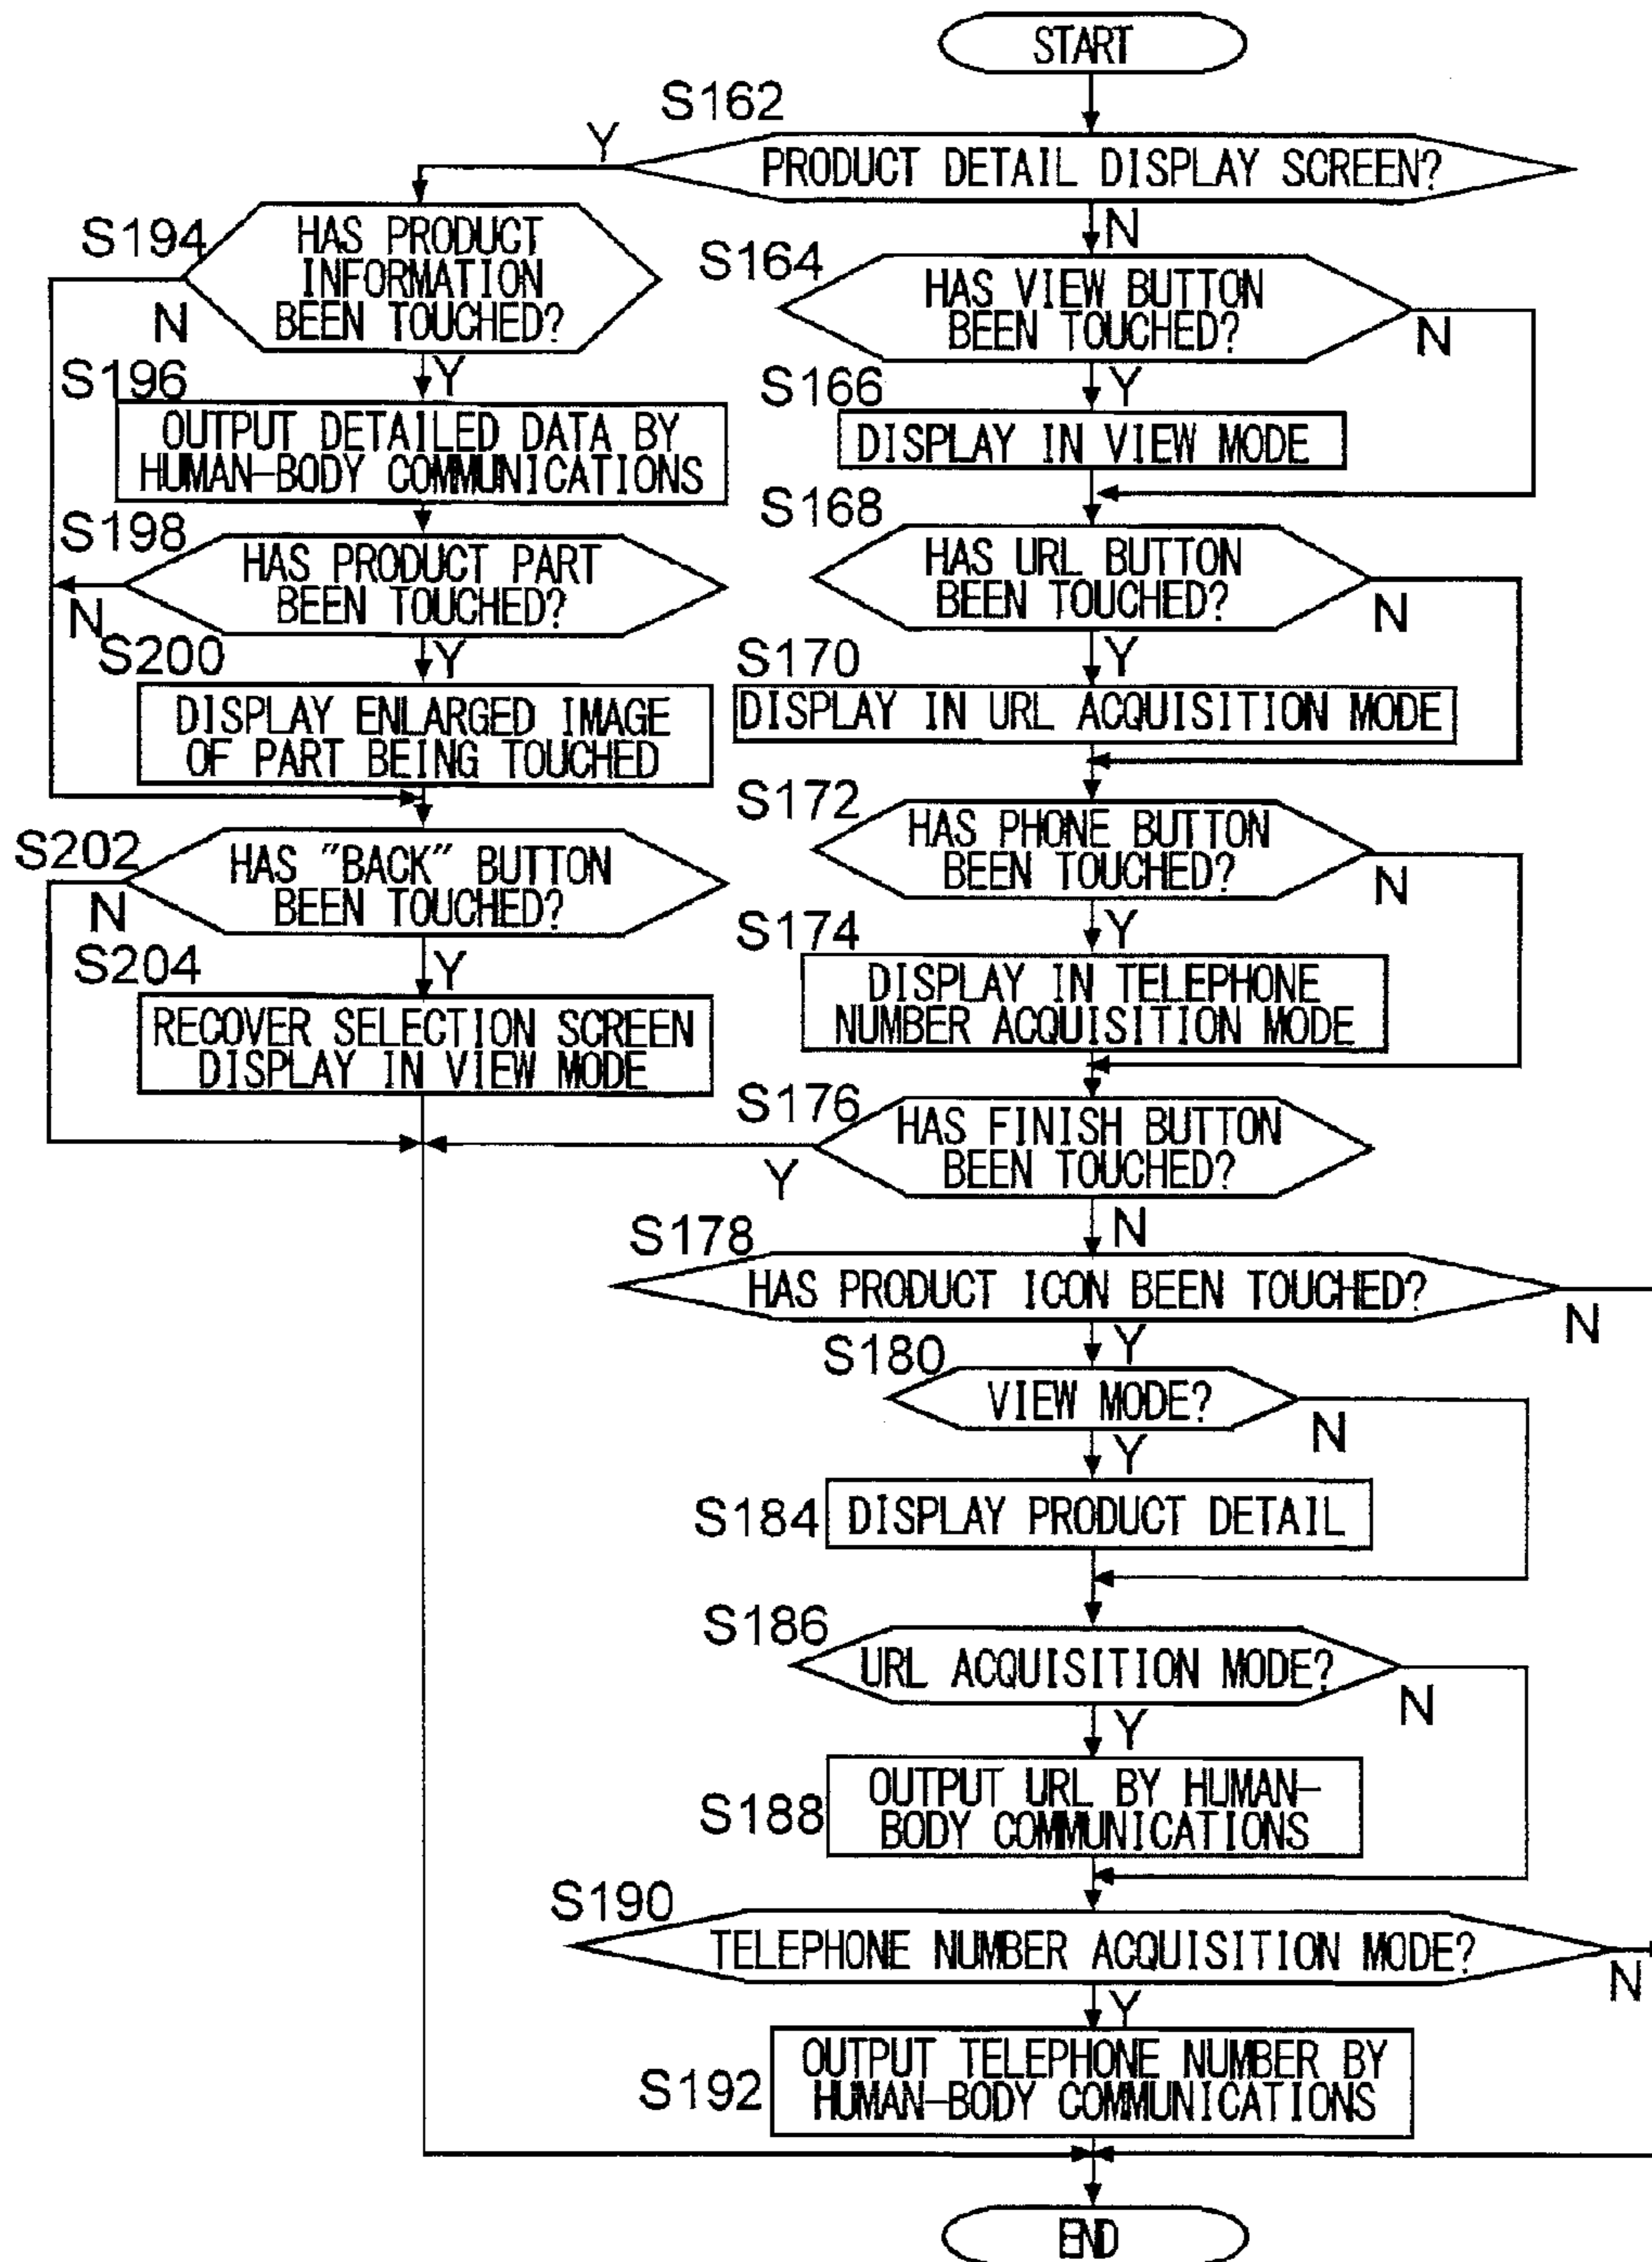 START
S162
Y
PRODUCT DETAIL DISPLAY SCREEN?
N
S194
HAS PRODUCT
INFORMATION
BEEN TOUCHED?
N
Y
S196
OUTPUT DETAILED DATA BY
HUMAN-BODY COMMUNICATIONS
S198
HAS PRODUCT PART
BEEN TOUCHED?
N
Y
S200
DISPLAY ENLARGED IMAGE
OF PART BEING TOUCHED
S202
HAS "BACK" BUTTON
BEEN TOUCHED?
N
Y
S204
RECOVER SELECTION SCREEN
DISPLAY IN VIEW MODE
S164
HAS VIEW BUTTON
BEEN TOUCHED?
N
Y
S166
DISPLAY IN VIEW MODE
S168
HAS URL BUTTON
BEEN TOUCHED?
N
Y
S170
DISPLAY IN URL ACQUISITION MODE
S172
HAS PHONE BUTTON
BEEN TOUCHED?
N
Y
S174
DISPLAY IN TELEPHONE
NUMBER ACQUISITION MODE
S176
HAS FINISH BUTTON
BEEN TOUCHED?
Y
N
S178
HAS PRODUCT ICON BEEN TOUCHED?
N
Y
S180
VIEW MODE?
N
Y
S184
DISPLAY PRODUCT DETAIL
S186
URL ACQUISITION MODE?
N
Y
S188
OUTPUT URL BY HUMAN-
BODY COMMUNICATIONS
S190
TELEPHONE NUMBER ACQUISITION MODE?
N
Y
S192
OUTPUT TELEPHONE NUMBER BY
HUMAN-BODY COMMUNICATIONS
END